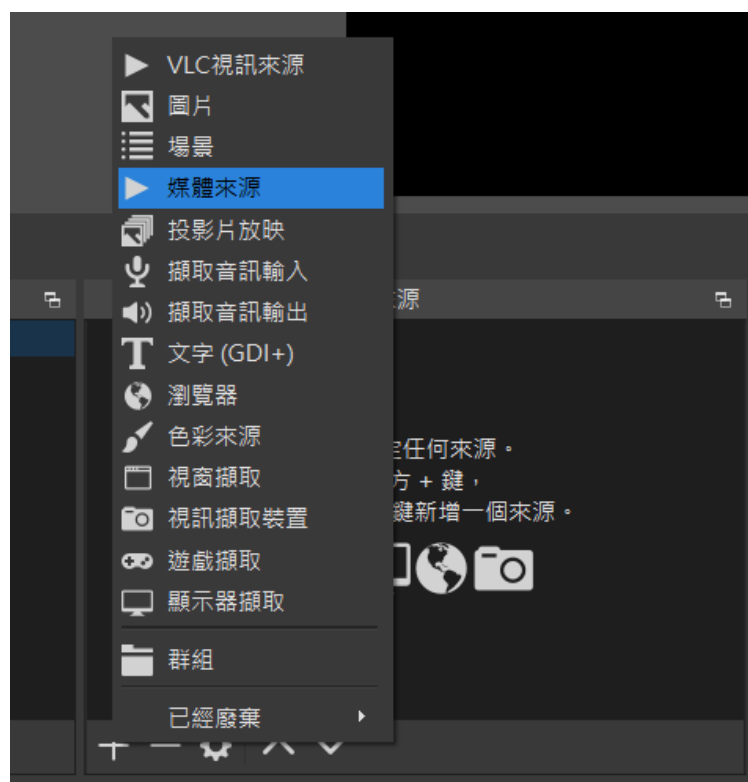 VLC視訊來源
圖片
場景
媒體來源
投影片放映
擷取音訊輸入
擷取音訊輸出
源
文字 (GDI+)
瀏覽器
色彩來源
任何來源。
視窗擷取
方 + 鍵，
視訊擷取裝置
鍵新增一個來源。
遊戲擷取
顯示器擷取
群組
已經廢棄